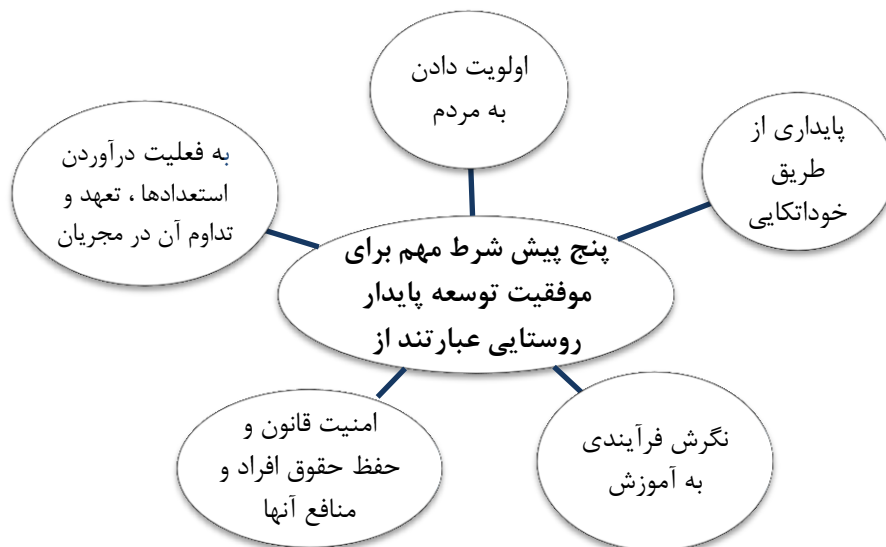 اولویت دادن
به مردم
پایداری از
طریق
خوداتکایی
به فعلیت درآوردن
استعدادها ، تعهد و
تداوم آن در مجریان
پنج پیش شرط مهم برای
موفقیت توسعه پایدار
روستایی عبارتند از
امنیت قانون و
حفظ حقوق افراد و
منافع آنها
نگرش فرآیندی
به آموزش